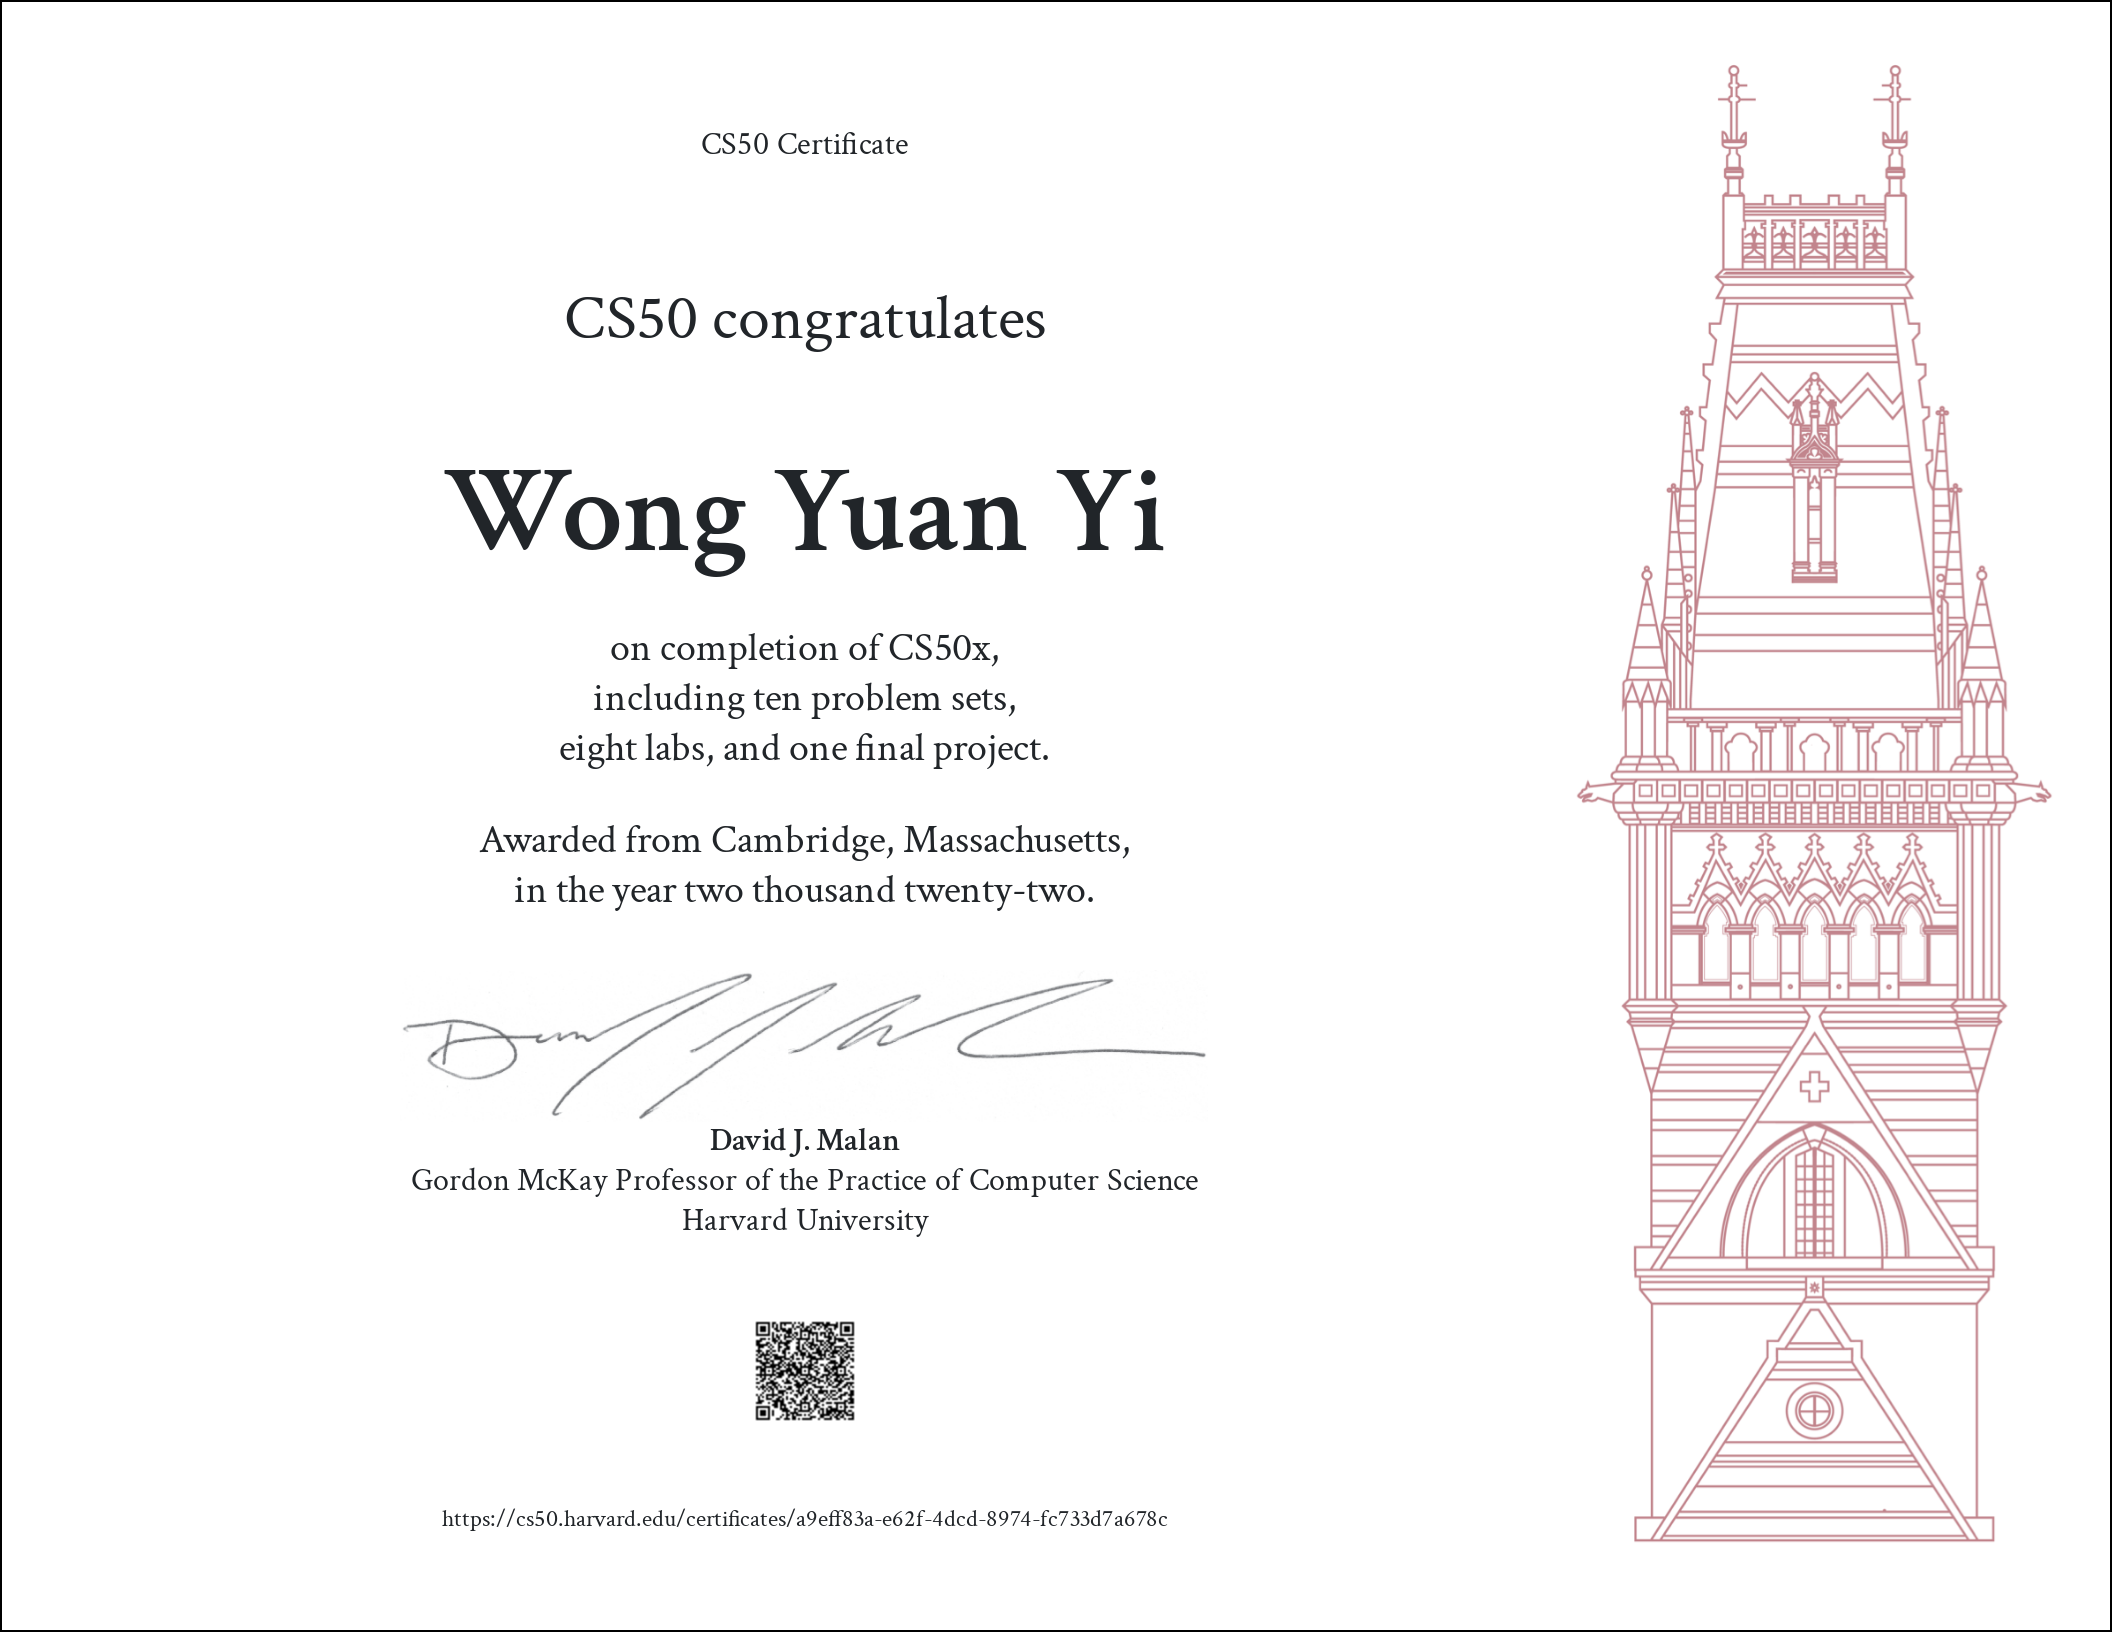 CS50 Certificate
CS50 congratulates
Wong Yuan Yi
on completion of CS50x,
including ten problem sets,
eight labs, and one final project.
Awarded from Cambridge, Massachusetts,
in the year two thousand twenty-two.
David J. Malan
Gordon McKay Professor of the Practice of Computer Science
Harvard University
https://cs50.harvard.edu/certificates/a9eff83a-e62f-4dcd-8974-fc733d7a678c